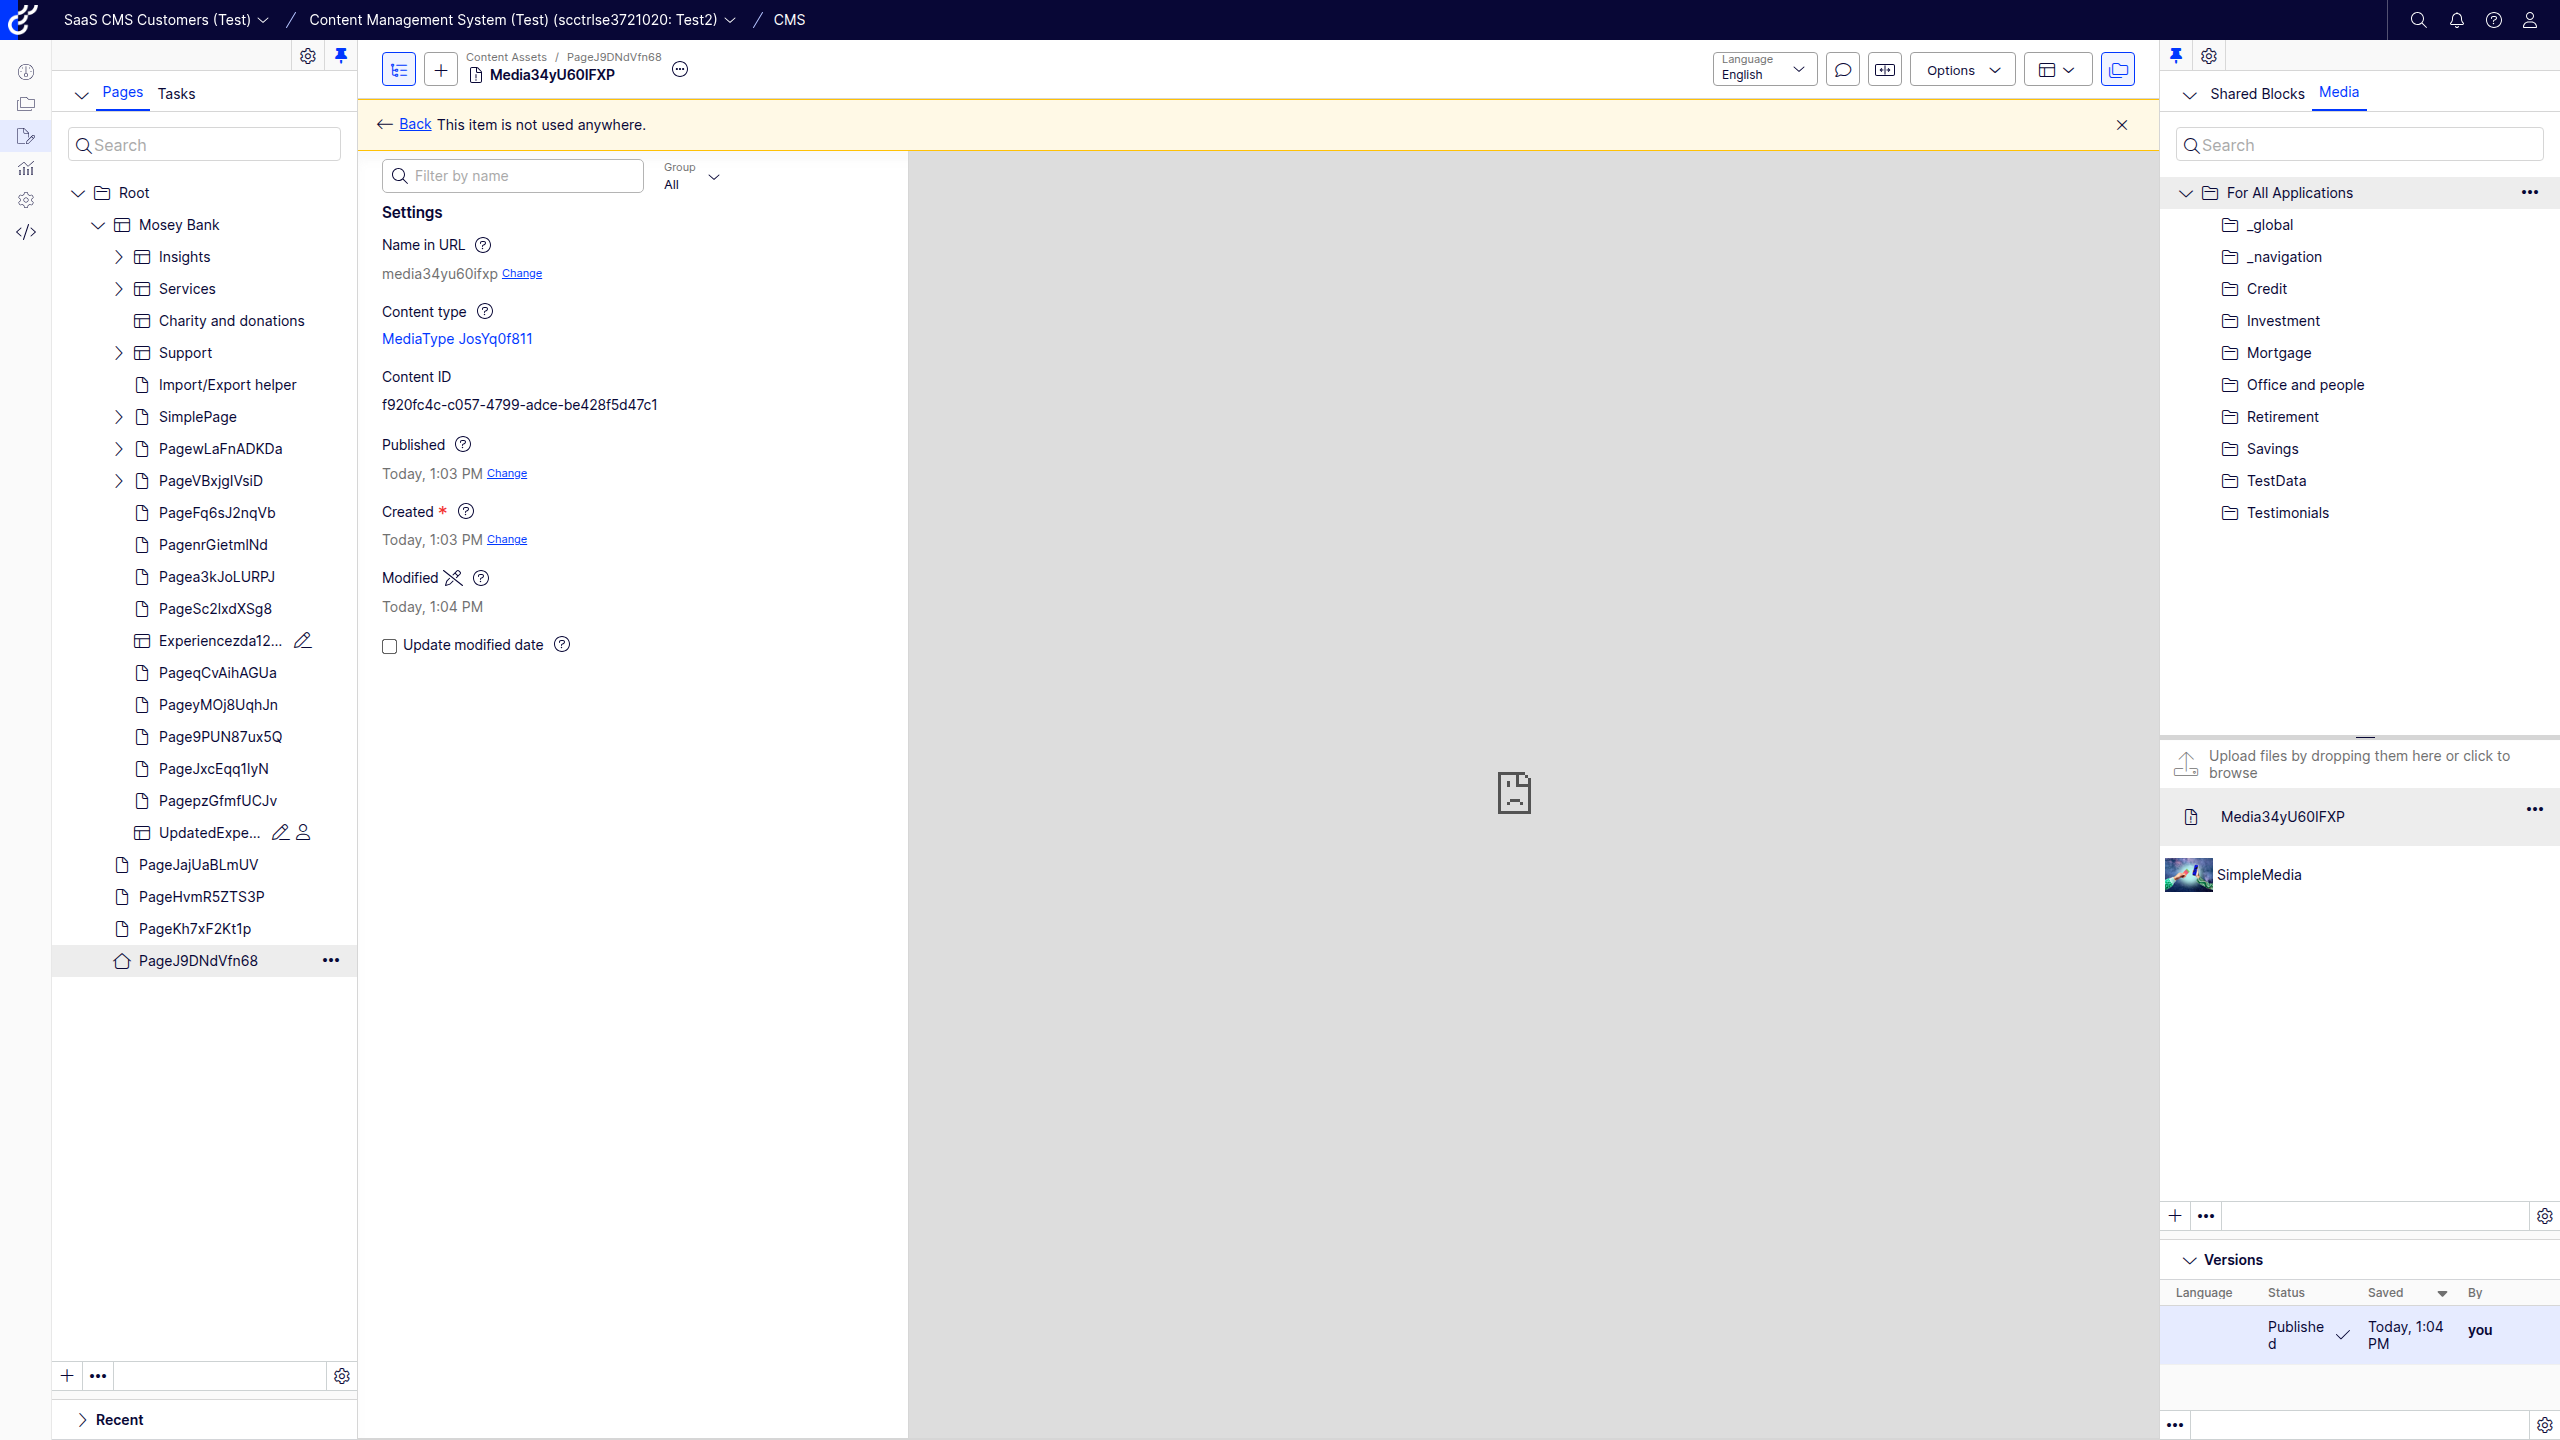 SaaS CMS Customers (Test)
Content Management System (Test) (scctrlse3721020: Test2)
CMS
Pages
Tasks
Search
Root
Mosey Bank
Insights
Services
Charity and donations
Support
Import/Export helper
SimplePage
PagewLaFnADKDa
PageVBxjgIVsiD
PageFq6sJ2nqVb
PagenrGietmINd
Pagea3kJoLURPJ
PageSc2IxdXSg8
Experiencezda12...
PageqCvAihAGUa
PageyMOj8UqhJn
Page9PUN87ux5Q
PageJxcEqq1IyN
PagepzGfmfUCJv
UpdatedExpe...
PageJajUaBLmUV
PageHvmR5ZTS3P
PageKh7xF2Kt1p
PageJ9DNdVfn68
Recent
Content Assets / PageJ9DNdVfn68
Media34yU60IFXP
Language
English
Options
Back This item is not used anywhere.
Filter by name
Group
All
Settings
Name in URL
media34yu60ifxp Change
Content type
MediaType JosYq0f811
Content ID
f920fc4c-c057-4799-adce-be428f5d47c1
Published
Today, 1:03 PM Change
Created *
Today, 1:03 PM Change
Modified
Today, 1:04 PM
Update modified date
Shared Blocks
Media
Search
For All Applications
_global
_navigation
Credit
Investment
Mortgage
Office and people
Retirement
Savings
TestData
Testimonials
Upload files by dropping them here or click to
browse
Media34yU60IFXP
SimpleMedia
Versions
Language Status Saved By
Publishe
d
Today, 1:04
PM
you